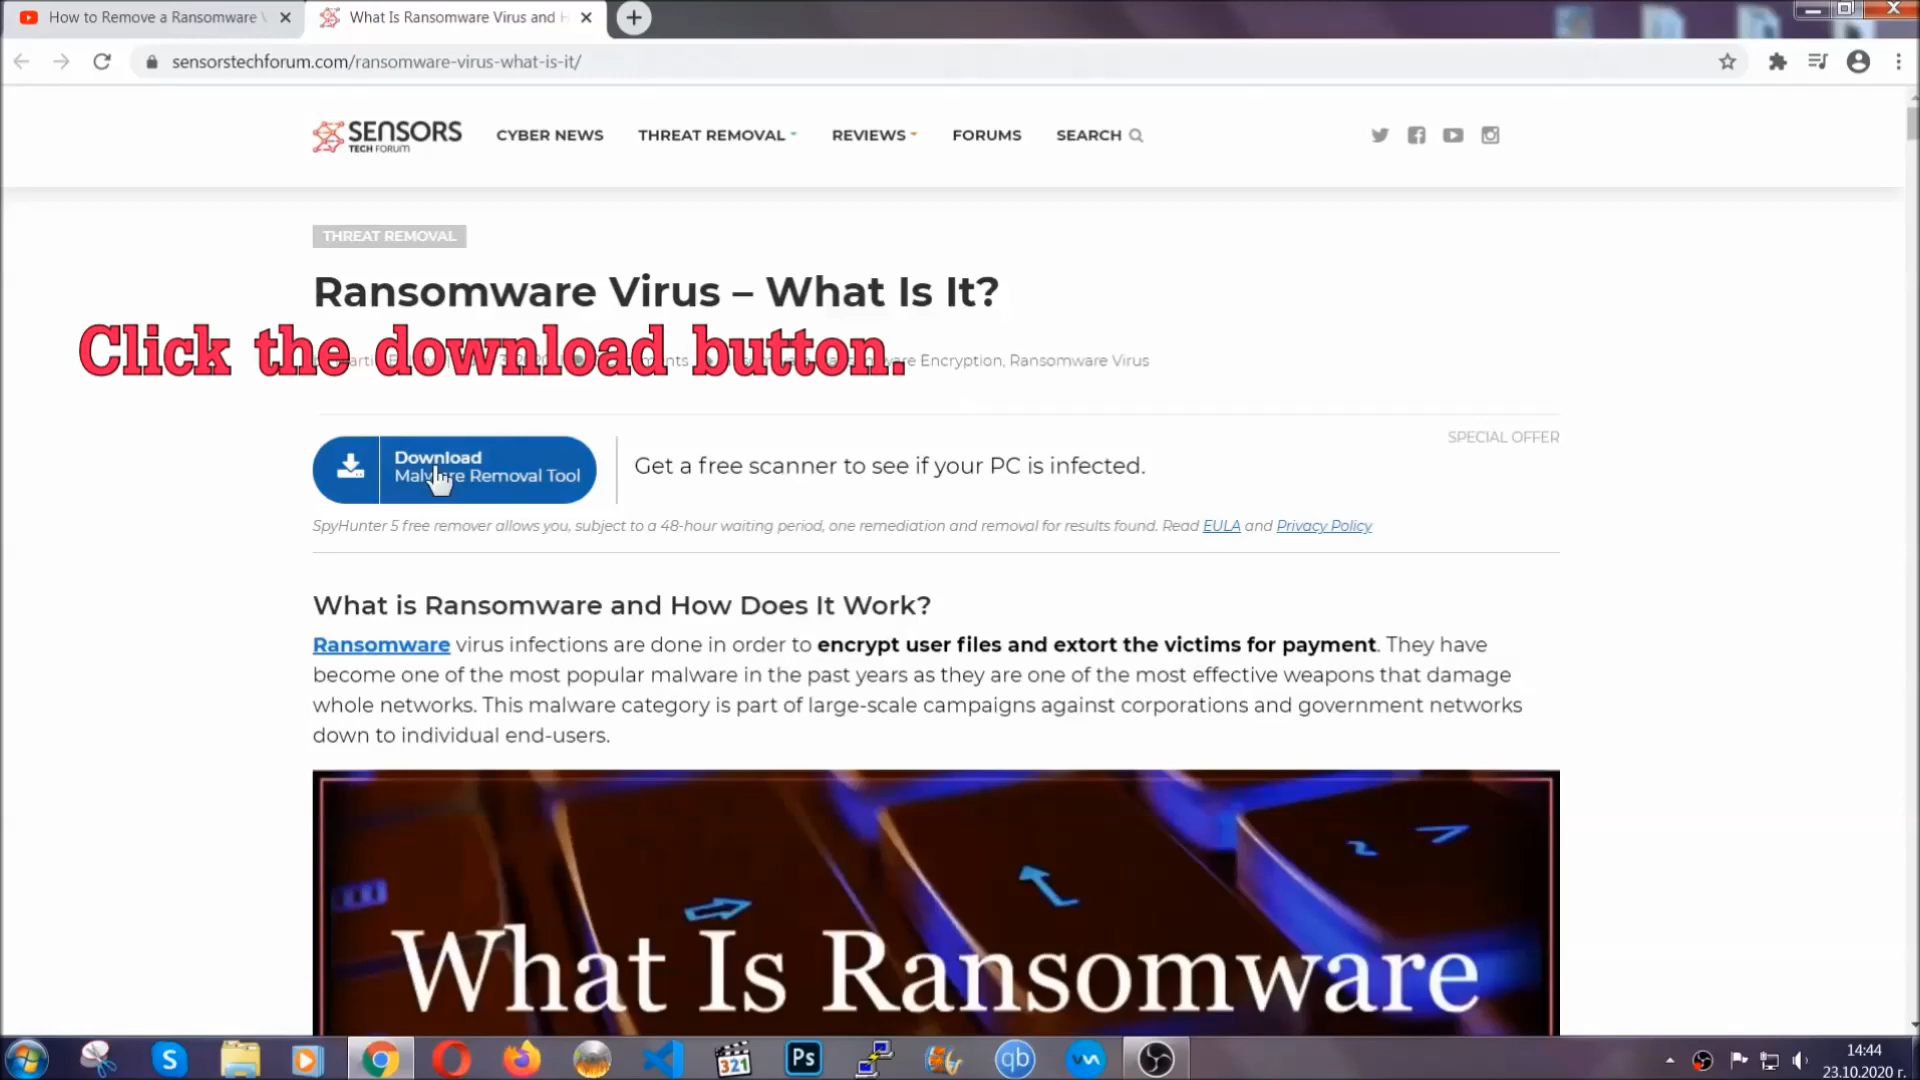 How to Remove a Ransomware
What Is Ransomware Virus and
sensorstechforum.com/ransomware-virus-what-is-it/
SENSORS
TECH FORUM
CYBER NEWS
THREAT REMOVAL
REVIEWS
FORUMS
SEARCH
THREAT REMOVAL
Ransomware Virus – What Is It?
Click the download button.
Encryption, Ransomware Virus
SPECIAL OFFER
Download
Malware Removal Tool
Get a free scanner to see if your PC is infected.
SpyHunter 5 free remover allows you, subject to a 48-hour waiting period, one remediation and removal for results found. Read EULA and Privacy Policy
What is Ransomware and How Does It Work?
Ransomware virus infections are done in order to encrypt user files and extort the victims for payment. They have
become one of the most popular malware in the past years as they are one of the most effective weapons that damage
whole networks. This malware category is part of large-scale campaigns against corporations and government networks
down to individual end-users.
What Is Ransomware
S
321
Ps
qb
14:44
23.10.2020 г.